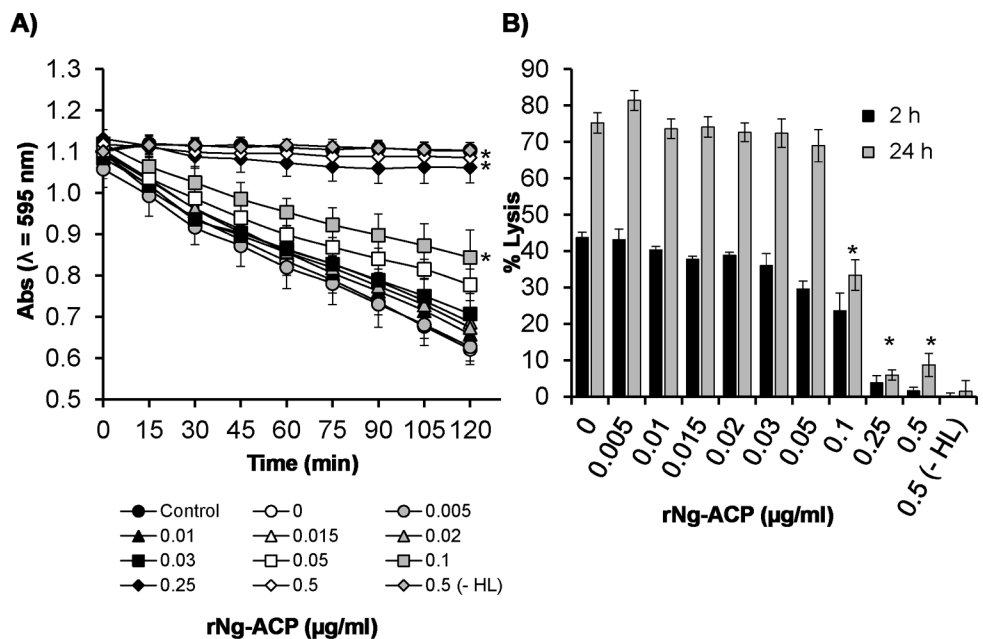 A)
1.3
1.2
1.1
1.0
0.9
0.8
0.7
0.6
0.5
Abs (λ = 595 nm)
*
*
*
0 15 30 45 60 75 90 105 120
Time (min)
Control 0 0.005
0.01 0.015 0.02
0.03 0.05 0.1
0.25 0.5 0.5 (- HL)
rNg-ACP (µg/ml)
B)
90
80
70
60
50
40
30
20
10
0
% Lysis
2 h
24 h
*
* *
0 0.005 0.01 0.015 0.02 0.03 0.05 0.1 0.25 0.5 0.5 (- HL)
rNg-ACP (µg/ml)